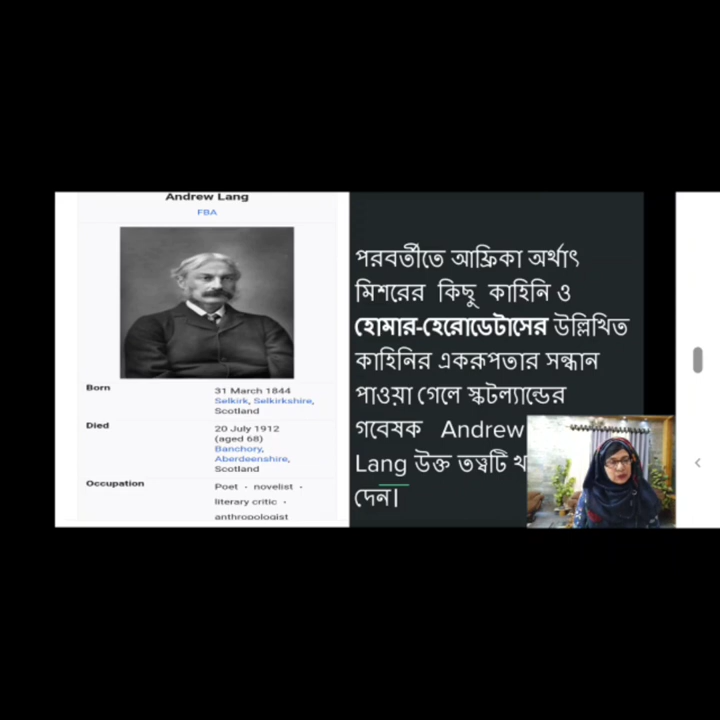 Andrew Lang
FBA
Born
31 March 1844
Selkirk, Selkirkshire,
Scotland
Died
20 July 1912
(aged 68)
Banchory,
Aberdeenshire,
Scotland
Occupation
Poet · novelist ·
literary critic ·
anthropologist
পরবর্তীতে আফ্রিকা অর্থাৎ
মিশরের কিছু কাহিনি ও
হোমার-হেরোডেটাসের উল্লিখিত
কাহিনির একরূপতার সন্ধান
পাওয়া গেলে স্কটল্যান্ডের
গবেষক Andrew
Lang উক্ত তত্বটি
দেন।